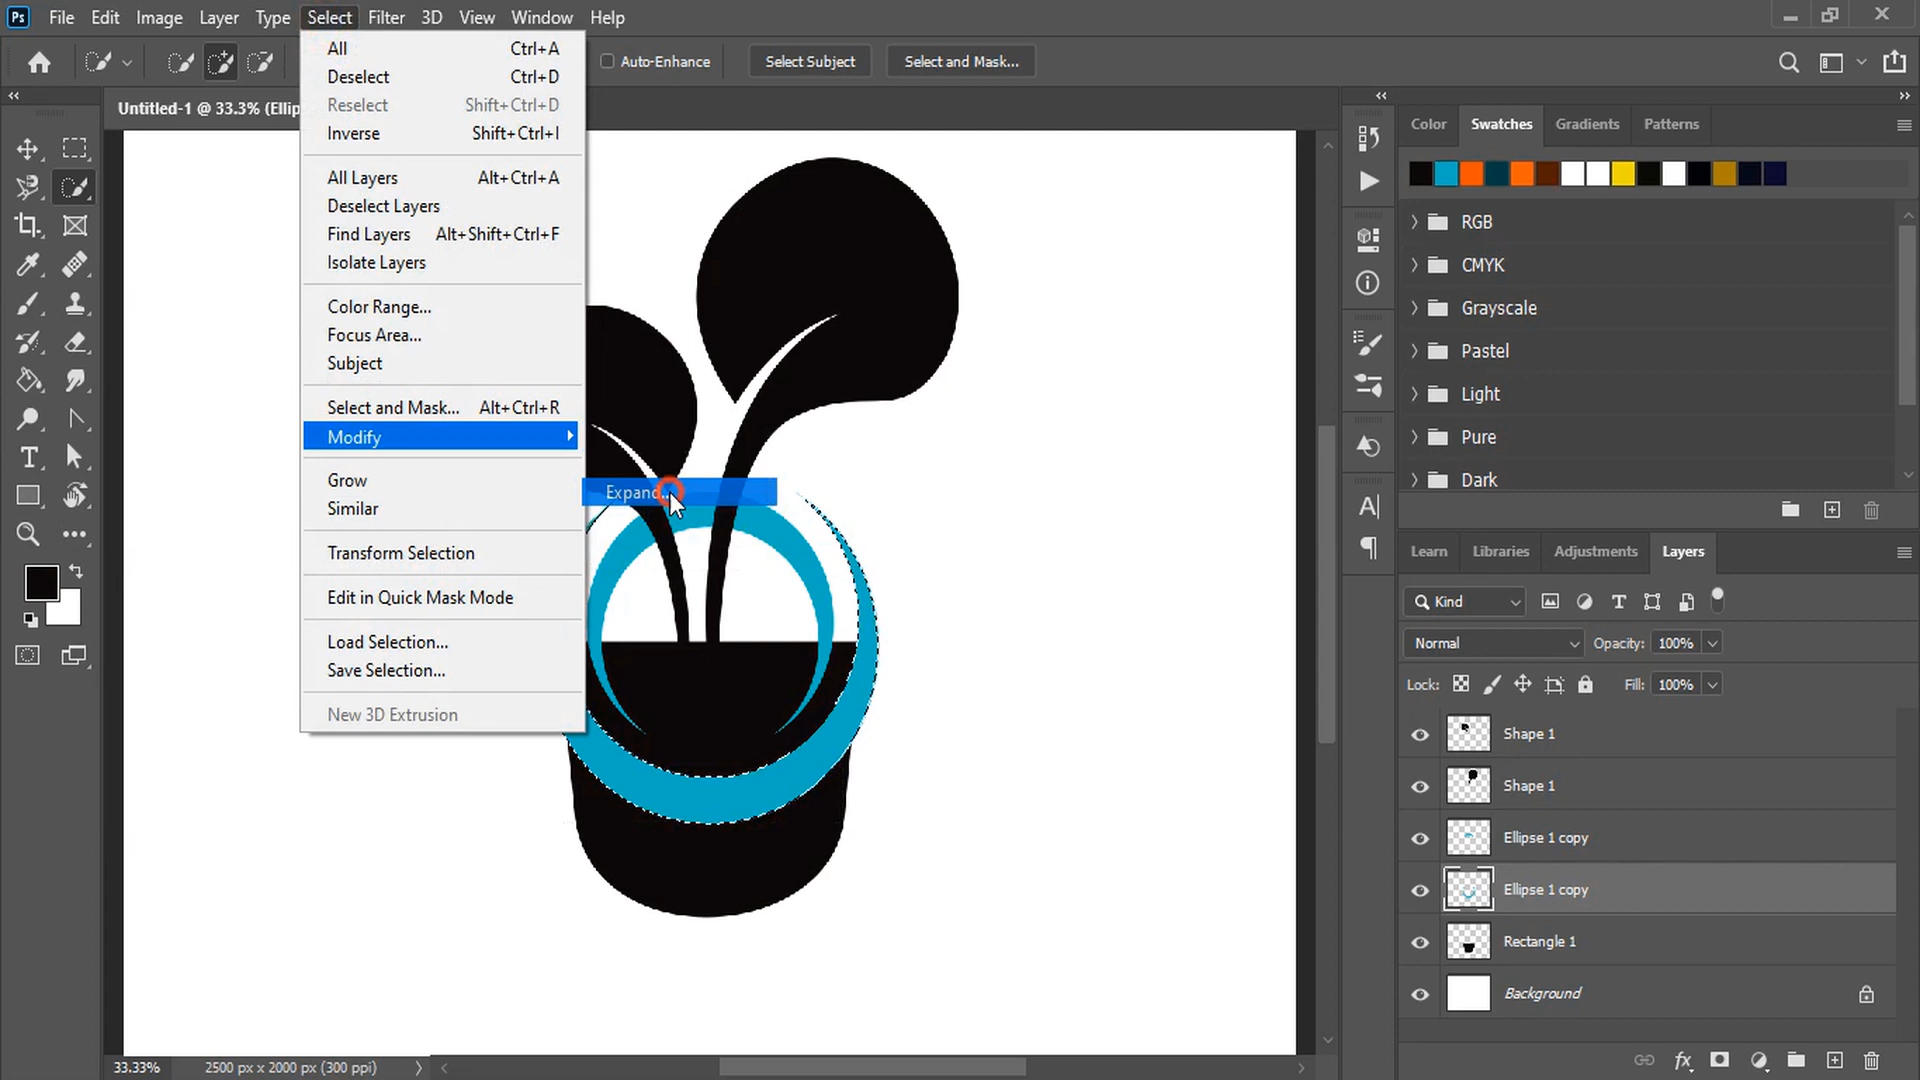 Ps File Edit Image Layer Type Select Filter 3D View Window Help
Auto-Enhance Select Subject Select and Mask...
Untitled-1 @ 33.3% (Ellip
All Ctrl+A
Deselect Ctrl+D
Reselect Shift+Ctrl+D
Inverse Shift+Ctrl+I
All Layers Alt+Ctrl+A
Deselect Layers
Find Layers Alt+Shift+Ctrl+F
Isolate Layers
Color Range...
Focus Area...
Subject
Select and Mask... Alt+Ctrl+R
Modify
Expand...
Grow
Similar
Transform Selection
Edit in Quick Mask Mode
Load Selection...
Save Selection...
New 3D Extrusion
Color Swatches Gradients Patterns
RGB
CMYK
Grayscale
Pastel
Light
Pure
Dark
Learn Libraries Adjustments Layers
Kind
Normal Opacity: 100%
Lock: Fill: 100%
Shape 1
Shape 1
Ellipse 1 copy
Ellipse 1 copy
Rectangle 1
Background
33.33% 2500 px x 2000 px (300 ppi)